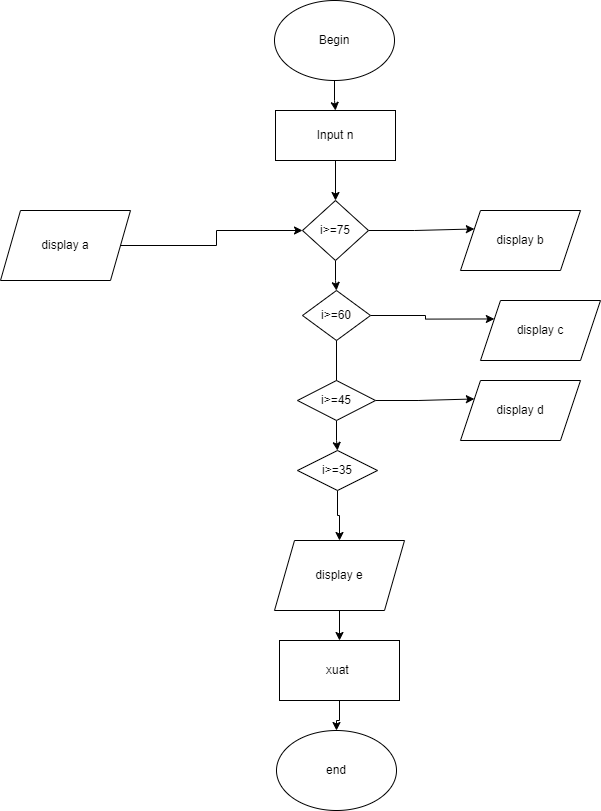 Begin
Input n
display a
i>=75
display b
i>=60
display c
i>=45
display d
i>=35
display e
xuat
end